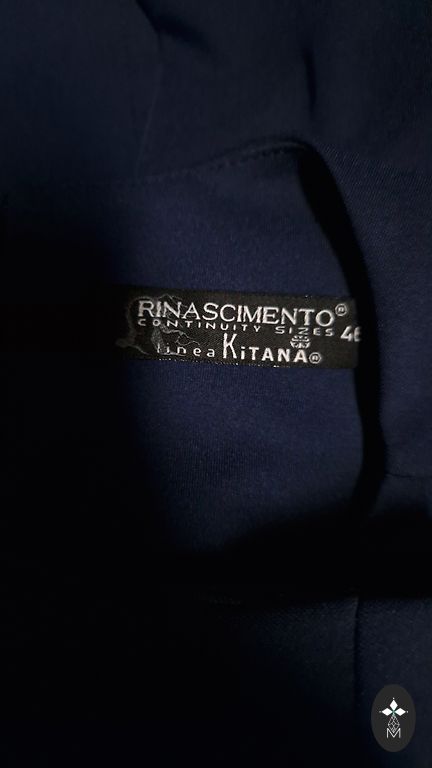 RINASCIMENTO®
CONTINUITY SIZES 46
linea KiTANA®
M